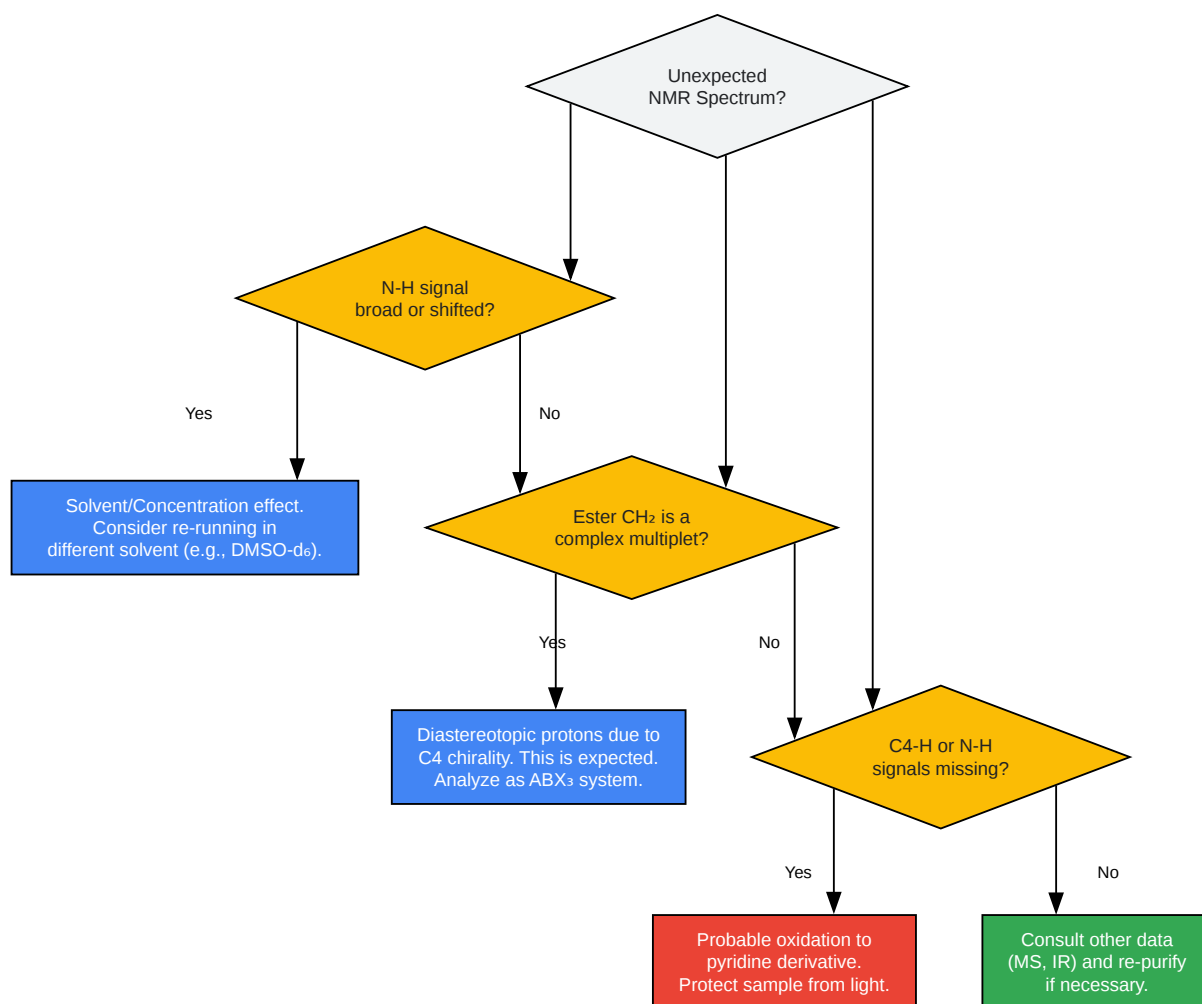 Unexpected
NMR Spectrum?
N-H signal
broad or shifted?
Yes
No
Solvent/Concentration effect.
Consider re-running in
different solvent (e.g., DMSO-d₆).
Ester CH₂ is a
complex multiplet?
Yes
No
Diastereotopic protons due to
C4 chirality. This is expected.
Analyze as ABX₃ system.
C4-H or N-H
signals missing?
Yes
No
Probable oxidation to
pyridine derivative.
Protect sample from light.
Consult other data
(MS, IR) and re-purify
if necessary.